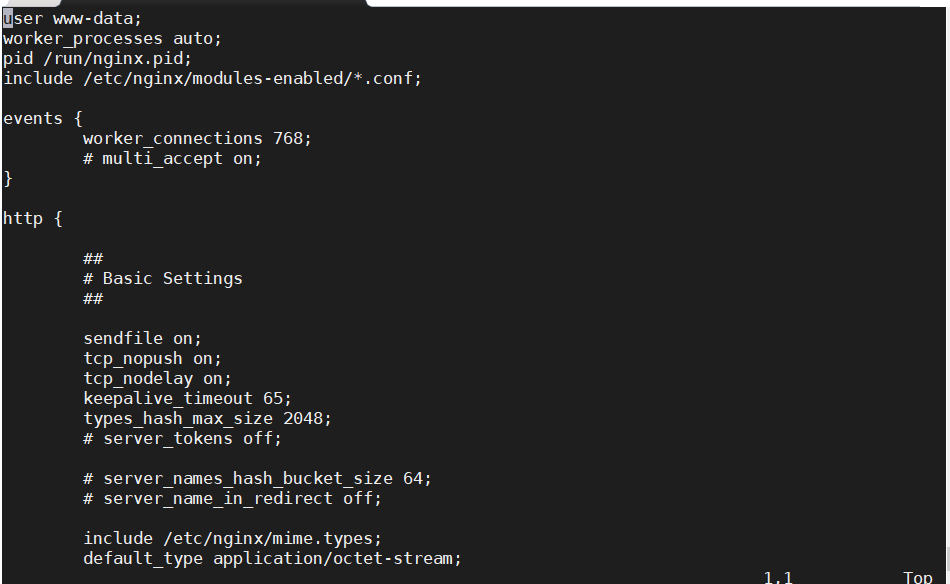 user www-data;
worker_processes auto;
pid /run/nginx.pid;
include /etc/nginx/modules-enabled/*.conf;

events {
        worker_connections 768;
        # multi_accept on;
}

http {

        ##
        # Basic Settings
        ##

        sendfile on;
        tcp_nopush on;
        tcp_nodelay on;
        keepalive_timeout 65;
        types_hash_max_size 2048;
        # server_tokens off;

        # server_names_hash_bucket_size 64;
        # server_name_in_redirect off;

        include /etc/nginx/mime.types;
        default_type application/octet-stream;
1,1 Top